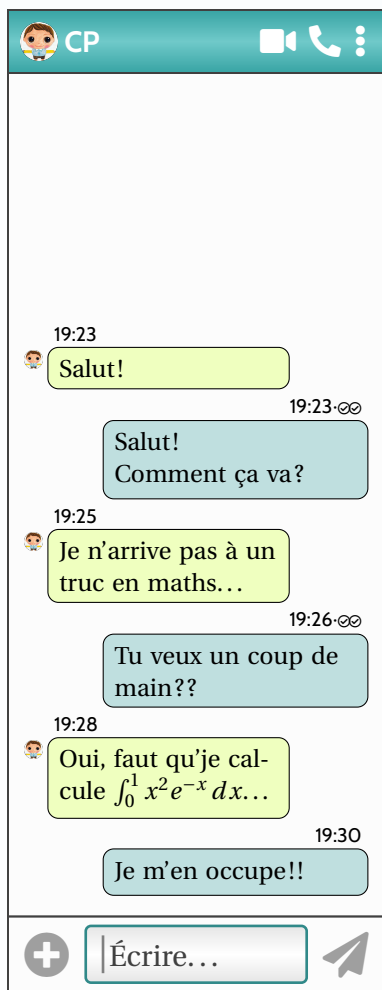 CP
19:23
Salut!
19:23
Salut!
Comment ça va?
19:25
Je n’arrive pas à un
truc en maths...
19:26
Tu veux un coup de
main??
19:28
Oui, faut qu’je cal-
cule ∫₀¹ x²e⁻ˣ dx...
19:30
Je m’en occupe!!
Écrire...